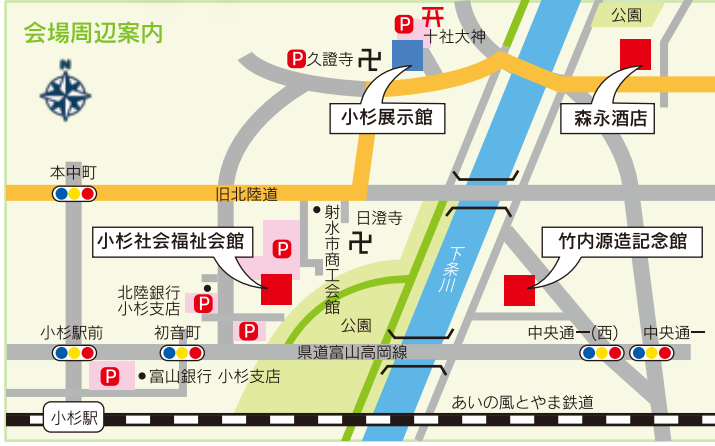 会場周辺案内
公園
P
十社大神
P久證寺
N
小杉展示館
森永酒店
本中町
旧北陸道
射水市商工会館
日澄寺
小杉社会福祉会館
P
竹内源造記念館
下条川
北陸銀行
小杉支店
P
小杉駅前
初音町
P
公園
中央通一(西)
中央通一
県道富山高岡線
P
富山銀行 小杉支店
あいの風とやま鉄道
小杉駅